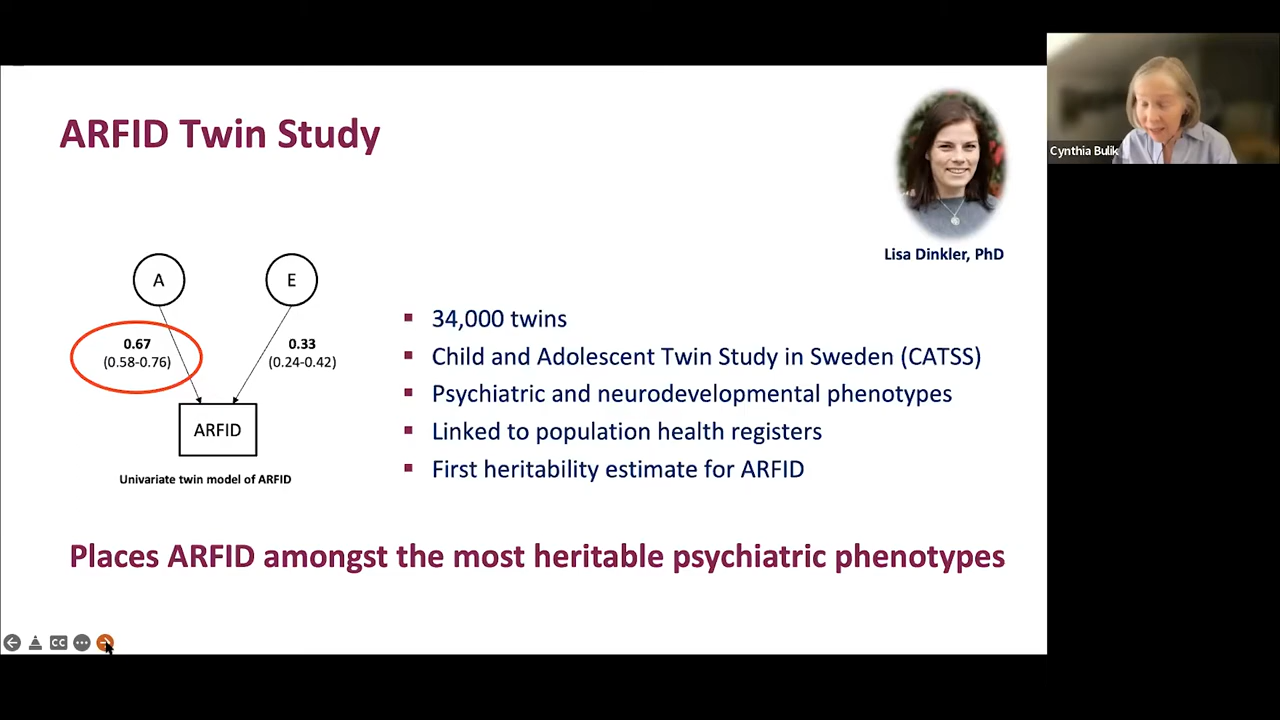 ARFID Twin Study
Cynthia Bulik
Lisa Dinkler, PhD
A
E
0.67
(0.58-0.76)
0.33
(0.24-0.42)
ARFID
Univariate twin model of ARFID
▪ 34,000 twins
▪ Child and Adolescent Twin Study in Sweden (CATSS)
▪ Psychiatric and neurodevelopmental phenotypes
▪ Linked to population health registers
▪ First heritability estimate for ARFID
Places ARFID amongst the most heritable psychiatric phenotypes
CC